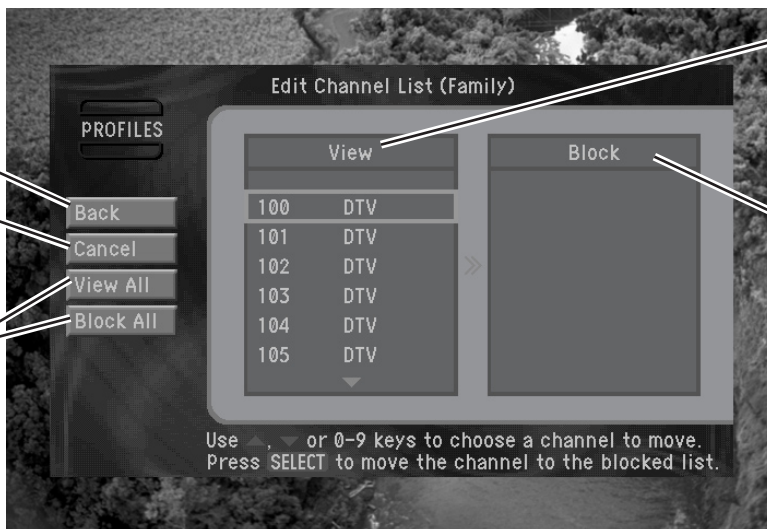 Edit Channel List (Family)
PROFILES
Back
Cancel
View All
Block All
View
100 DTV
101 DTV
102 DTV
103 DTV
104 DTV
105 DTV
Block
Use ▲, ▼ or 0-9 keys to choose a channel to move.
Press SELECT to move the channel to the blocked list.